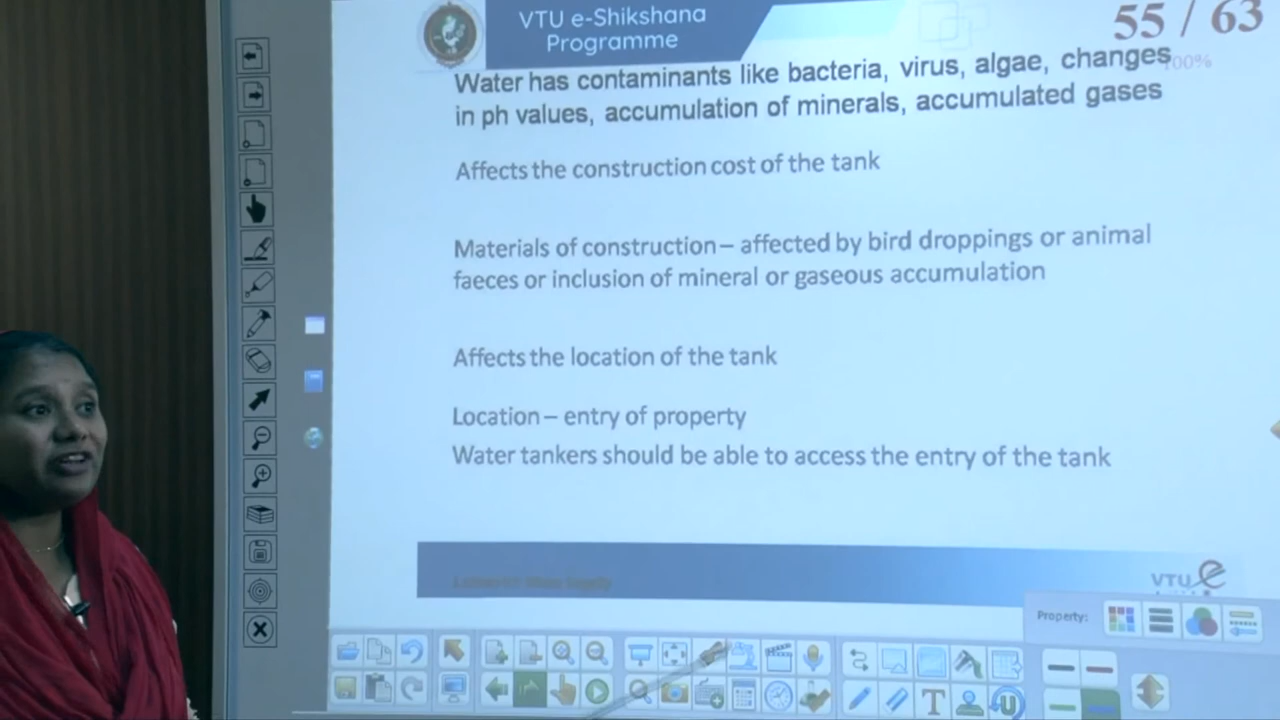 VTU e-Shikshana
Programme
55 / 63
100%
Water has contaminants like bacteria, virus, algae, changes
in ph values, accumulation of minerals, accumulated gases
Affects the construction cost of the tank
Materials of construction – affected by bird droppings or animal
faeces or inclusion of mineral or gaseous accumulation
Affects the location of the tank
Location – entry of property
Water tankers should be able to access the entry of the tank
VTU e
Property: